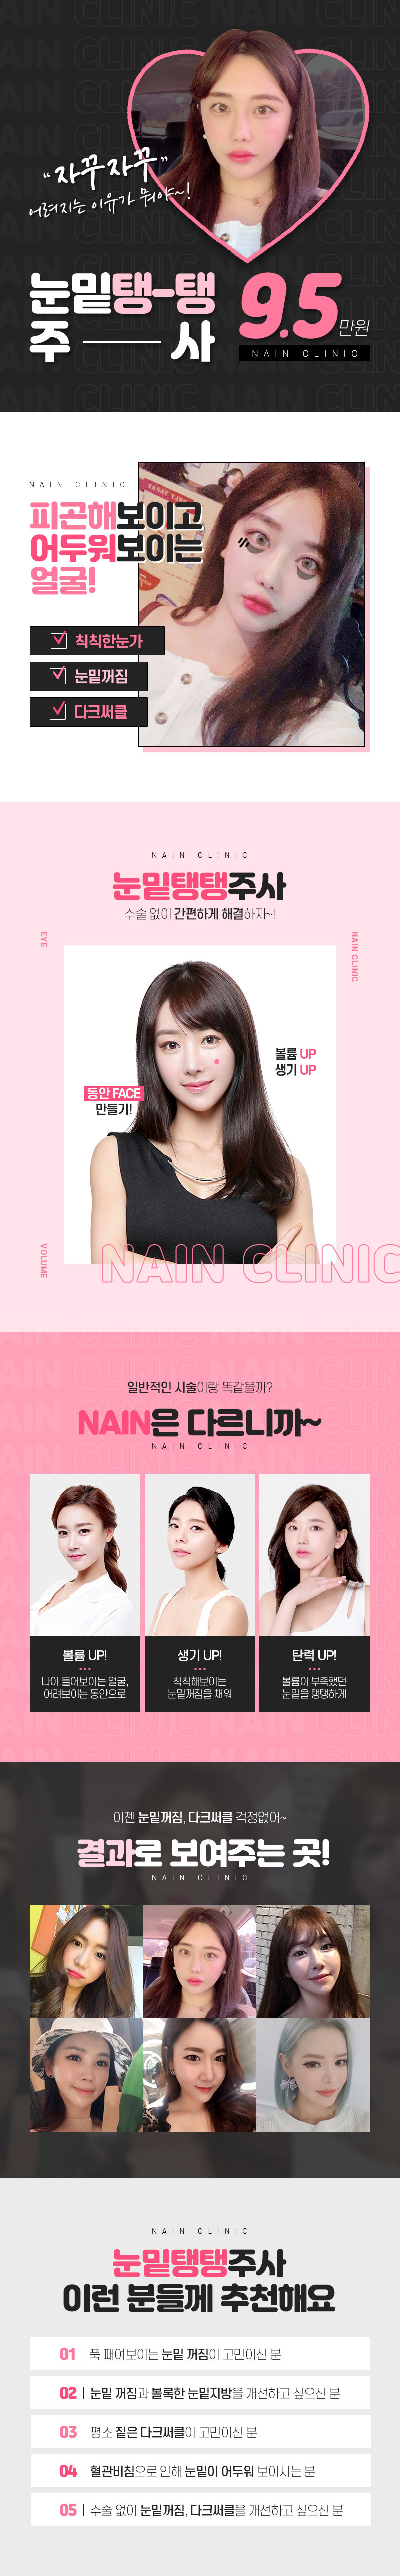 “자꾸자꾸”
어려지는 이유가 뭐야~!
눈밑탱-탱
주 사
9.5만원
NAIN CLINIC
NAIN CLINIC
피곤해보이고
어두워보이는
얼굴!
칙칙한눈가
눈밑꺼짐
다크써클
NAIN CLINIC
눈밑탱탱주사
수술 없이 간편하게 해결하자~!
EYE
NAIN CLINIC
볼륨 UP
생기 UP
동안 FACE
만들기!
VOLUME
NAIN CLINIC
일반적인 시술이랑 똑같을까?
NAIN은 다르니까~
NAIN CLINIC
볼륨 UP!
나이 들어보이는 얼굴,
어려보이는 동안으로
생기 UP!
칙칙해보이는
눈밑꺼짐을 채워
탄력 UP!
볼륨이 부족했던
눈밑을 탱탱하게
이젠 눈밑꺼짐, 다크써클 걱정없어~
결과로 보여주는 곳!
NAIN CLINIC
NAIN CLINIC
눈밑탱탱주사
이런 분들께 추천해요
01 | 푹 패여보이는 눈밑 꺼짐이 고민이신 분
02 | 눈밑 꺼짐과 볼록한 눈밑지방을 개선하고 싶으신 분
03 | 평소 짙은 다크써클이 고민이신 분
04 | 혈관비침으로 인해 눈밑이 어두워 보이시는 분
05 | 수술 없이 눈밑꺼짐, 다크써클을 개선하고 싶으신 분